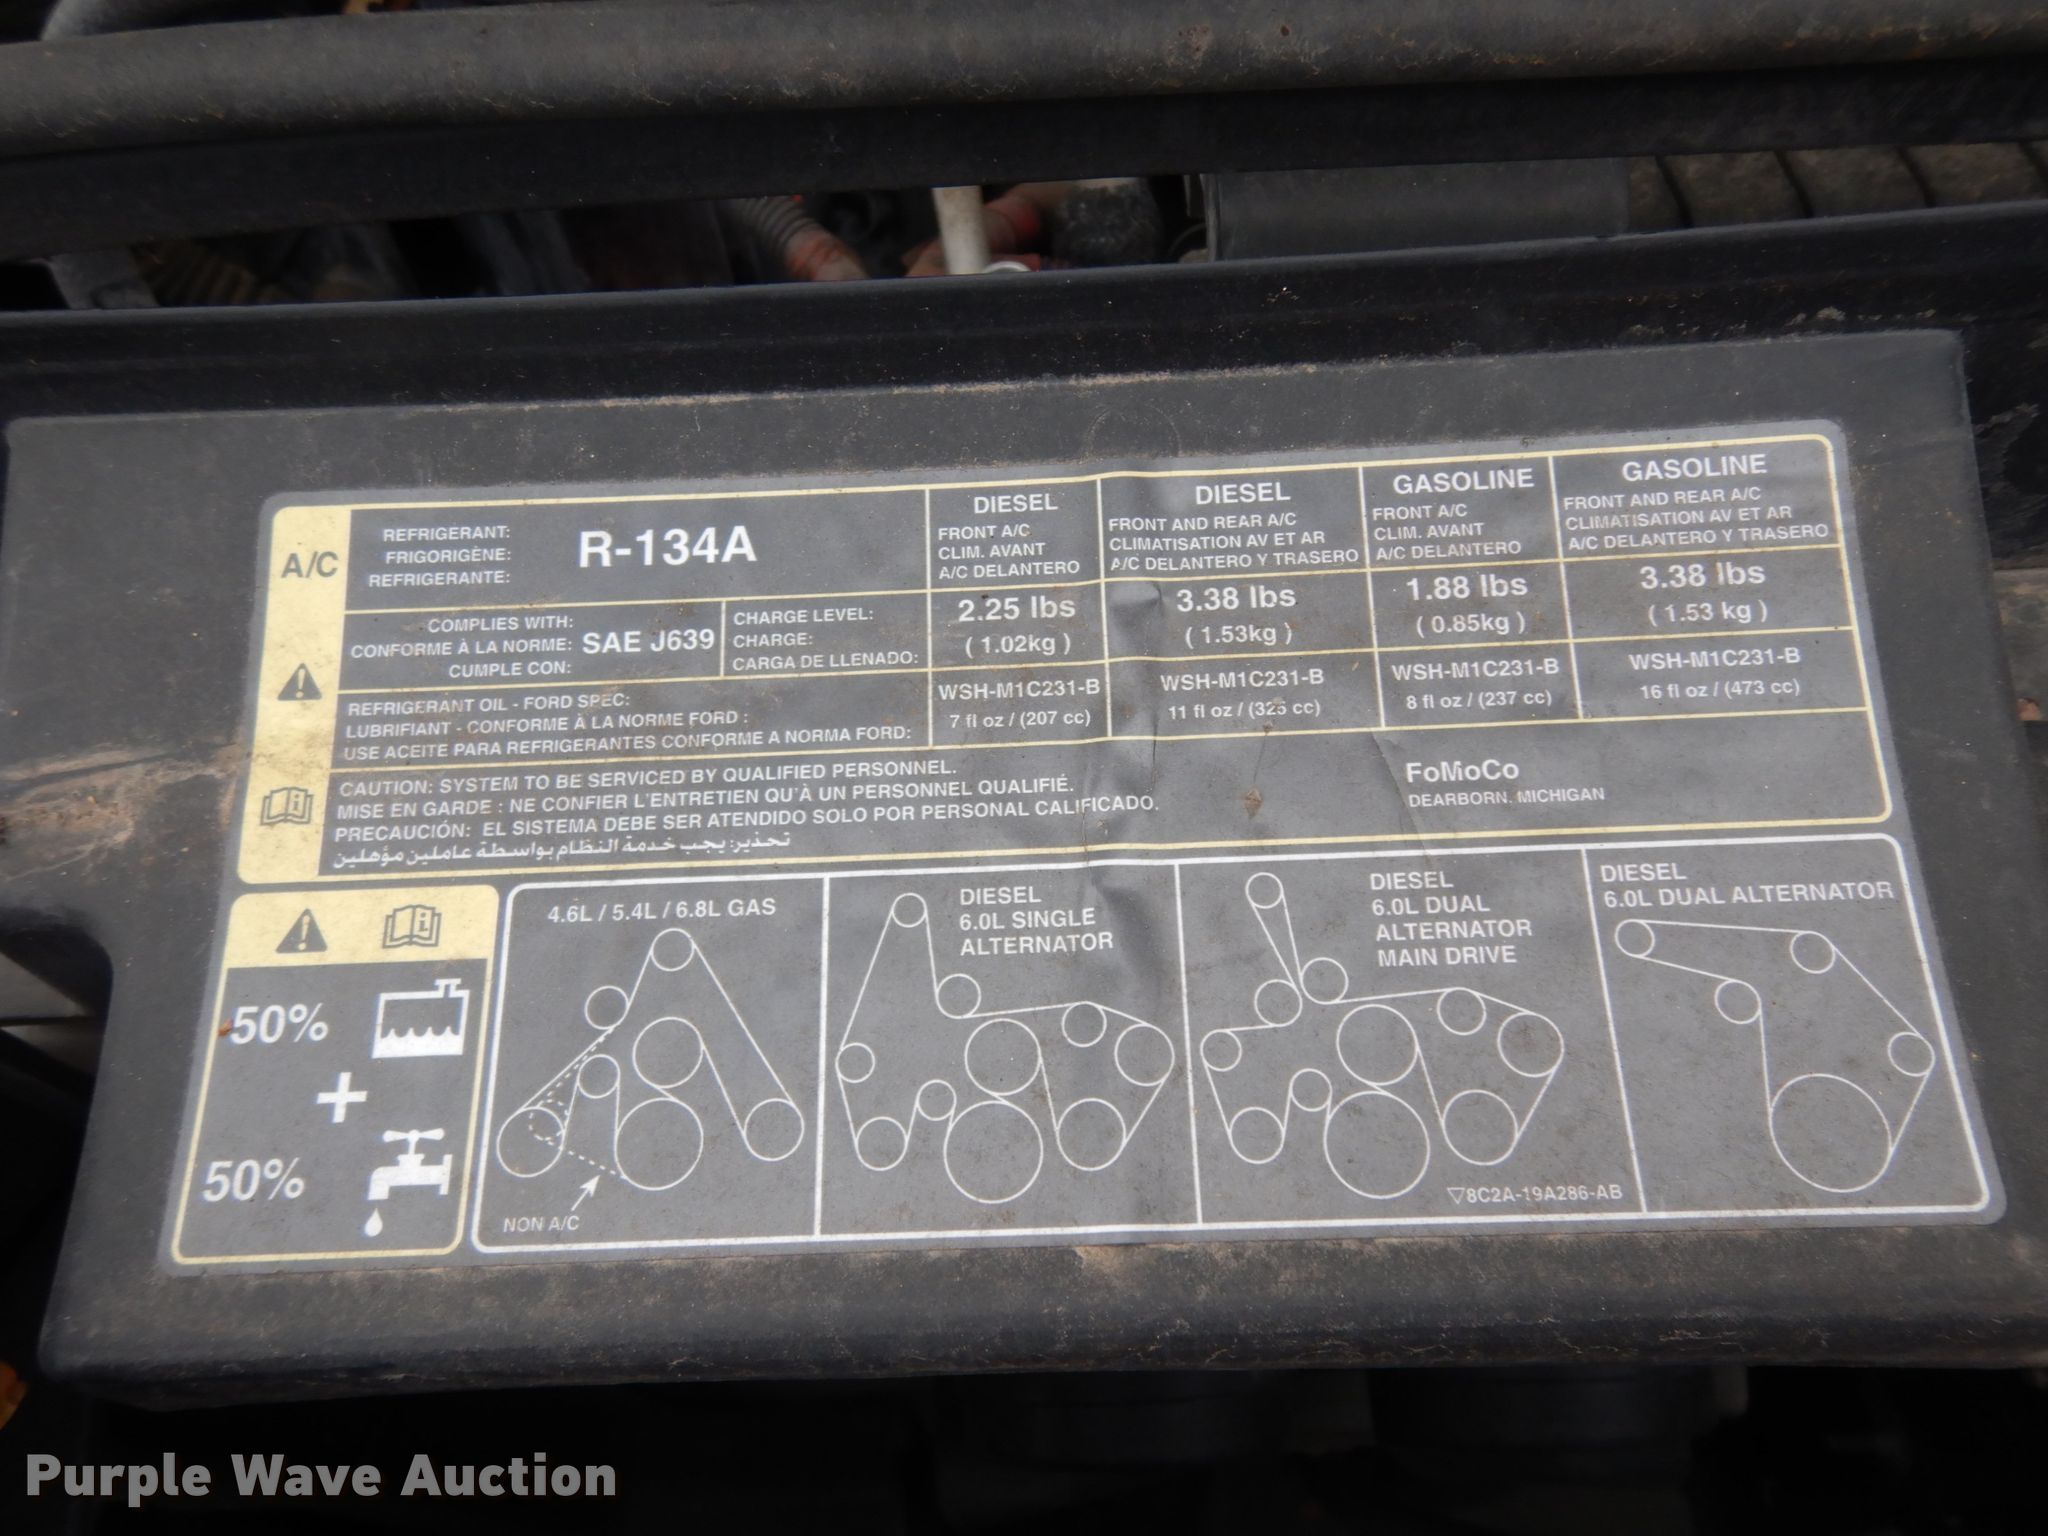 A/C
REFRIGERANT:
FRIGORIGÈNE:
REFRIGERANTE:
R-134A
DIESEL
FRONT A/C
CLIM. AVANT
A/C DELANTERO
DIESEL
FRONT AND REAR A/C
CLIMATISATION AV ET AR
A/C DELANTERO Y TRASERO
GASOLINE
FRONT A/C
CLIM. AVANT
A/C DELANTERO
GASOLINE
FRONT AND REAR A/C
CLIMATISATION AV ET AR
A/C DELANTERO Y TRASERO
COMPLIES WITH:
CONFORME À LA NORME:
CUMPLE CON:
SAE J639
CHARGE LEVEL:
CHARGE:
CARGA DE LLENADO:
2.25 lbs
( 1.02kg )
3.38 lbs
( 1.53kg )
1.88 lbs
( 0.85kg )
3.38 lbs
( 1.53 kg )
REFRIGERANT OIL - FORD SPEC:
LUBRIFIANT - CONFORME À LA NORME FORD :
USE ACEITE PARA REFRIGERANTES CONFORME A NORMA FORD:
WSH-M1C231-B
7 fl oz / (207 cc)
WSH-M1C231-B
11 fl oz / (325 cc)
WSH-M1C231-B
8 fl oz / (237 cc)
WSH-M1C231-B
16 fl oz / (473 cc)
CAUTION: SYSTEM TO BE SERVICED BY QUALIFIED PERSONNEL.
MISE EN GARDE : NE CONFIER L'ENTRETIEN QU'À UN PERSONNEL QUALIFIÉ.
PRECAUCIÓN: EL SISTEMA DEBE SER ATENDIDO SOLO POR PERSONAL CALIFICADO.
تحذير: يجب خدمة النظام بواسطة عاملين مؤهلين
FoMoCo
DEARBORN, MICHIGAN
50%
+
50%
4.6L / 5.4L / 6.8L GAS
NON A/C
DIESEL
6.0L SINGLE
ALTERNATOR
DIESEL
6.0L DUAL
ALTERNATOR
MAIN DRIVE
▽8C2A-19A286-AB
DIESEL
6.0L DUAL ALTERNATOR
Purple Wave Auction